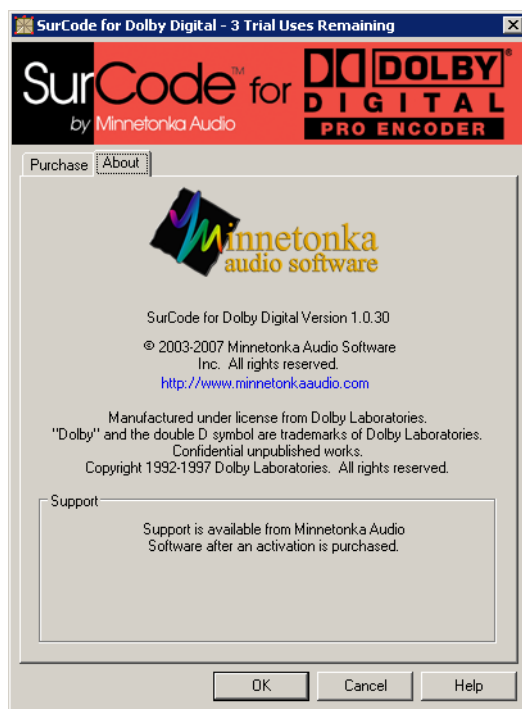 SurCode for Dolby Digital - 3 Trial Uses Remaining
SurCode™ for DOLBY®
DIGITAL
by Minnetonka Audio PRO ENCODER
Purchase About
Minnetonka
audio software
SurCode for Dolby Digital Version 1.0.30
© 2003-2007 Minnetonka Audio Software
Inc. All rights reserved.
http://www.minnetonkaaudio.com
Manufactured under license from Dolby Laboratories.
"Dolby" and the double D symbol are trademarks of Dolby Laboratories.
Confidential unpublished works.
Copyright 1992-1997 Dolby Laboratories. All rights reserved.
Support
Support is available from Minnetonka Audio
Software after an activation is purchased.
OK Cancel Help